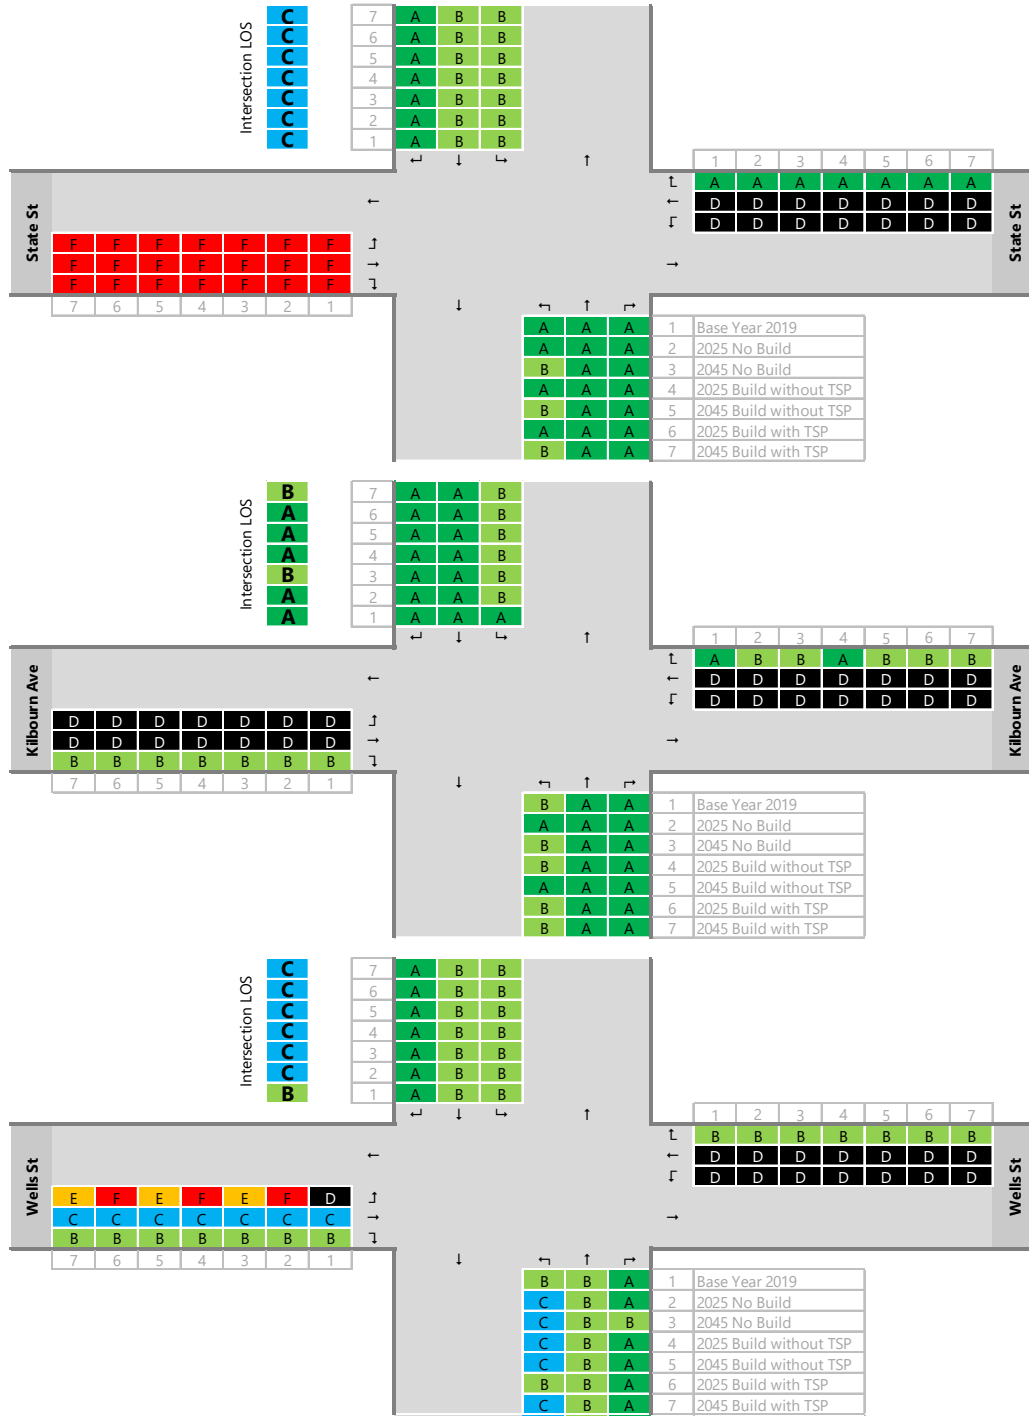 Intersection LOS
C 7 A B B
C 6 A B B
C 5 A B B
C 4 A B B
C 3 A B B
C 2 A B B
C 1 A B B
↵ ↓ ↳ ↑
1 2 3 4 5 6 7
A A A A A A A
D D D D D D D
D D D D D D D
State St
State St
F F F F F F F
F F F F F F F
F F F F F F F
7 6 5 4 3 2 1
A A A 1 Base Year 2019
A A A 2 2025 No Build
B A A 3 2045 No Build
A A A 4 2025 Build without TSP
B A A 5 2045 Build without TSP
A A A 6 2025 Build with TSP
B A A 7 2045 Build with TSP
Intersection LOS
B 7 A A B
A 6 A A B
A 5 A A B
A 4 A A B
B 3 A A B
A 2 A A B
A 1 A A A
1 2 3 4 5 6 7
A B B A B B B
D D D D D D D
D D D D D D D
Kilbourn Ave
Kilbourn Ave
D D D D D D D
D D D D D D D
B B B B B B B
7 6 5 4 3 2 1
B A A 1 Base Year 2019
A A A 2 2025 No Build
B A A 3 2045 No Build
B A A 4 2025 Build without TSP
A A A 5 2045 Build without TSP
B A A 6 2025 Build with TSP
B A A 7 2045 Build with TSP
Intersection LOS
C 7 A B B
C 6 A B B
C 5 A B B
C 4 A B B
C 3 A B B
C 2 A B B
B 1 A B B
1 2 3 4 5 6 7
B B B B B B B
D D D D D D D
D D D D D D D
Wells St
Wells St
E F E F E F D
C C C C C C C
B B B B B B B
7 6 5 4 3 2 1
B B A 1 Base Year 2019
C B A 2 2025 No Build
C B B 3 2045 No Build
C B A 4 2025 Build without TSP
C B A 5 2045 Build without TSP
B B A 6 2025 Build with TSP
C B A 7 2045 Build with TSP